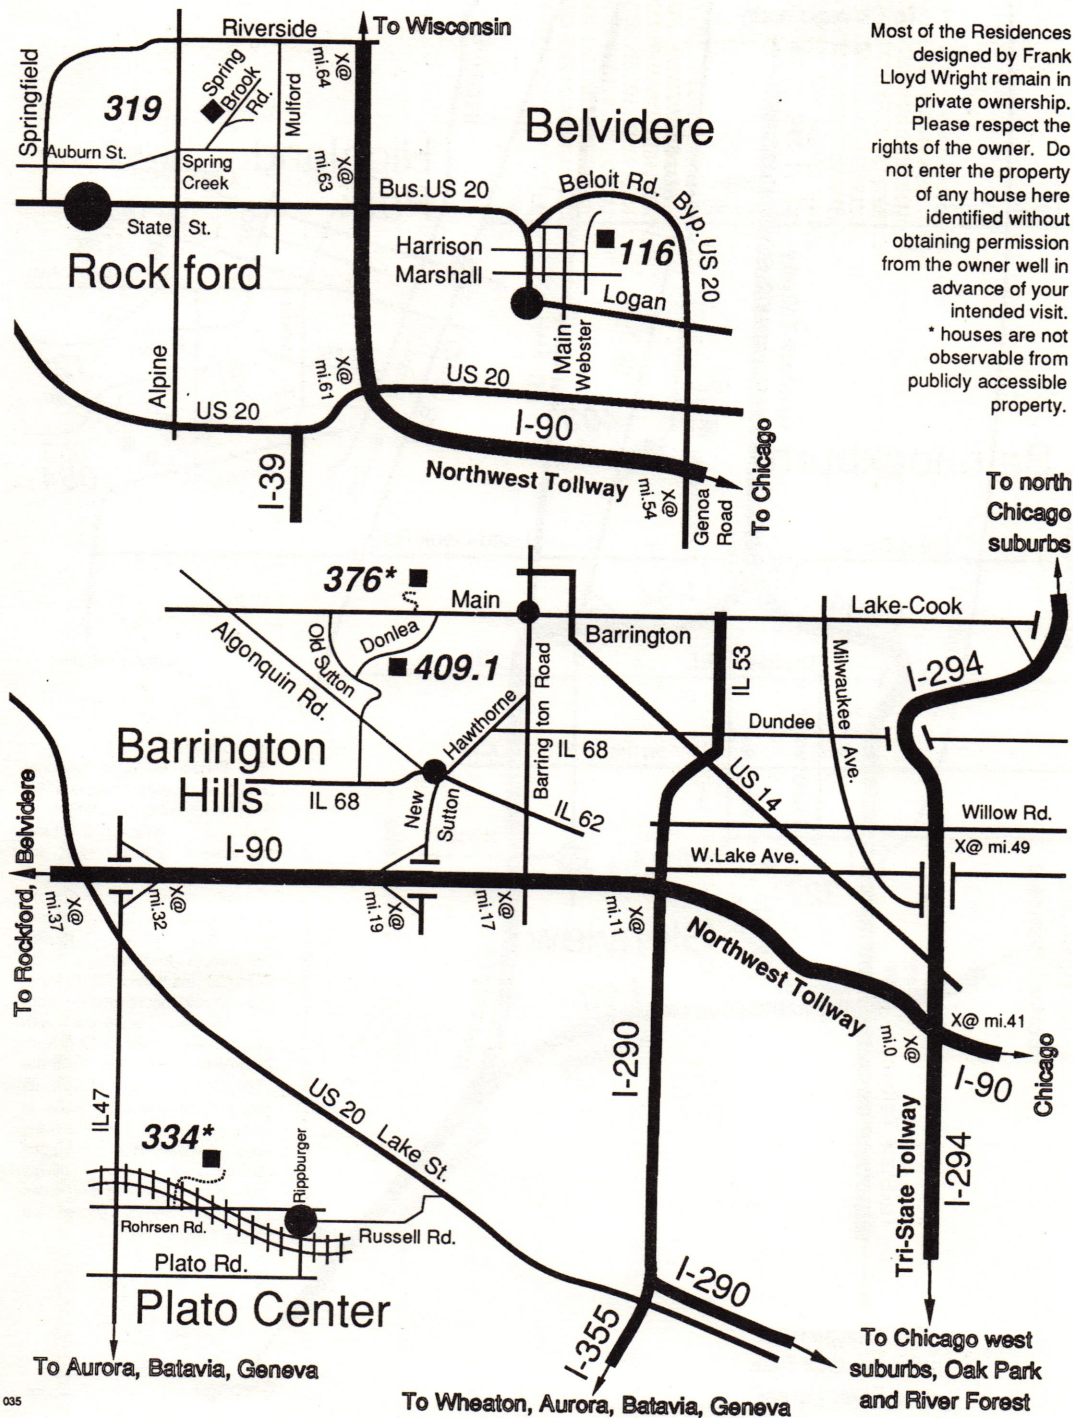 Riverside
To Wisconsin
Most of the Residences
designed by Frank
Lloyd Wright remain in
private ownership.
Please respect the
rights of the owner. Do
not enter the property
of any house here
identified without
obtaining permission
from the owner well in
advance of your
intended visit.
* houses are not
observable from
publicly accessible
property.
Springfield
319
Spring
Brook
Rd.
Mulford
X@
mi.64
Auburn St.
Spring
Creek
X@
mi.63
State St.
Rockford
Belvidere
Bus.US 20
Beloit Rd.
Byp. US 20
Harrison
Marshall
116
Logan
Main
Webster
Alpine
US 20
X@
mi.61
US 20
I-39
I-90
Northwest Tollway
X@
mi.54
Genoa
Road
To Chicago
To north
Chicago
suburbs
376*
Main
Barrington
Lake-Cook
Algonquin Rd.
Old Sutton
Donlea
409.1
Barrington Road
IL 53
Milwaukee Ave.
I-294
Hawthorne
Dundee
Barrington
Hills
IL 68
IL 68
New
Sutton
IL 62
US 14
Willow Rd.
X@ mi.49
W.Lake Ave.
To Rockford, Belvidere
I-90
X@
mi.37
X@
mi.32
X@
mi.19
X@
mi.17
X@
mi.11
Northwest Tollway
X@ mi.41
X@
mi.0
I-90
Chicago
I-290
IL47
US 20 Lake St.
334*
Rippburger
Rohrsen Rd.
Russell Rd.
Plato Rd.
Plato Center
Tri-State Tollway
I-294
I-290
I-355
To Aurora, Batavia, Geneva
To Wheaton, Aurora, Batavia, Geneva
To Chicago west
suburbs, Oak Park
and River Forest
035